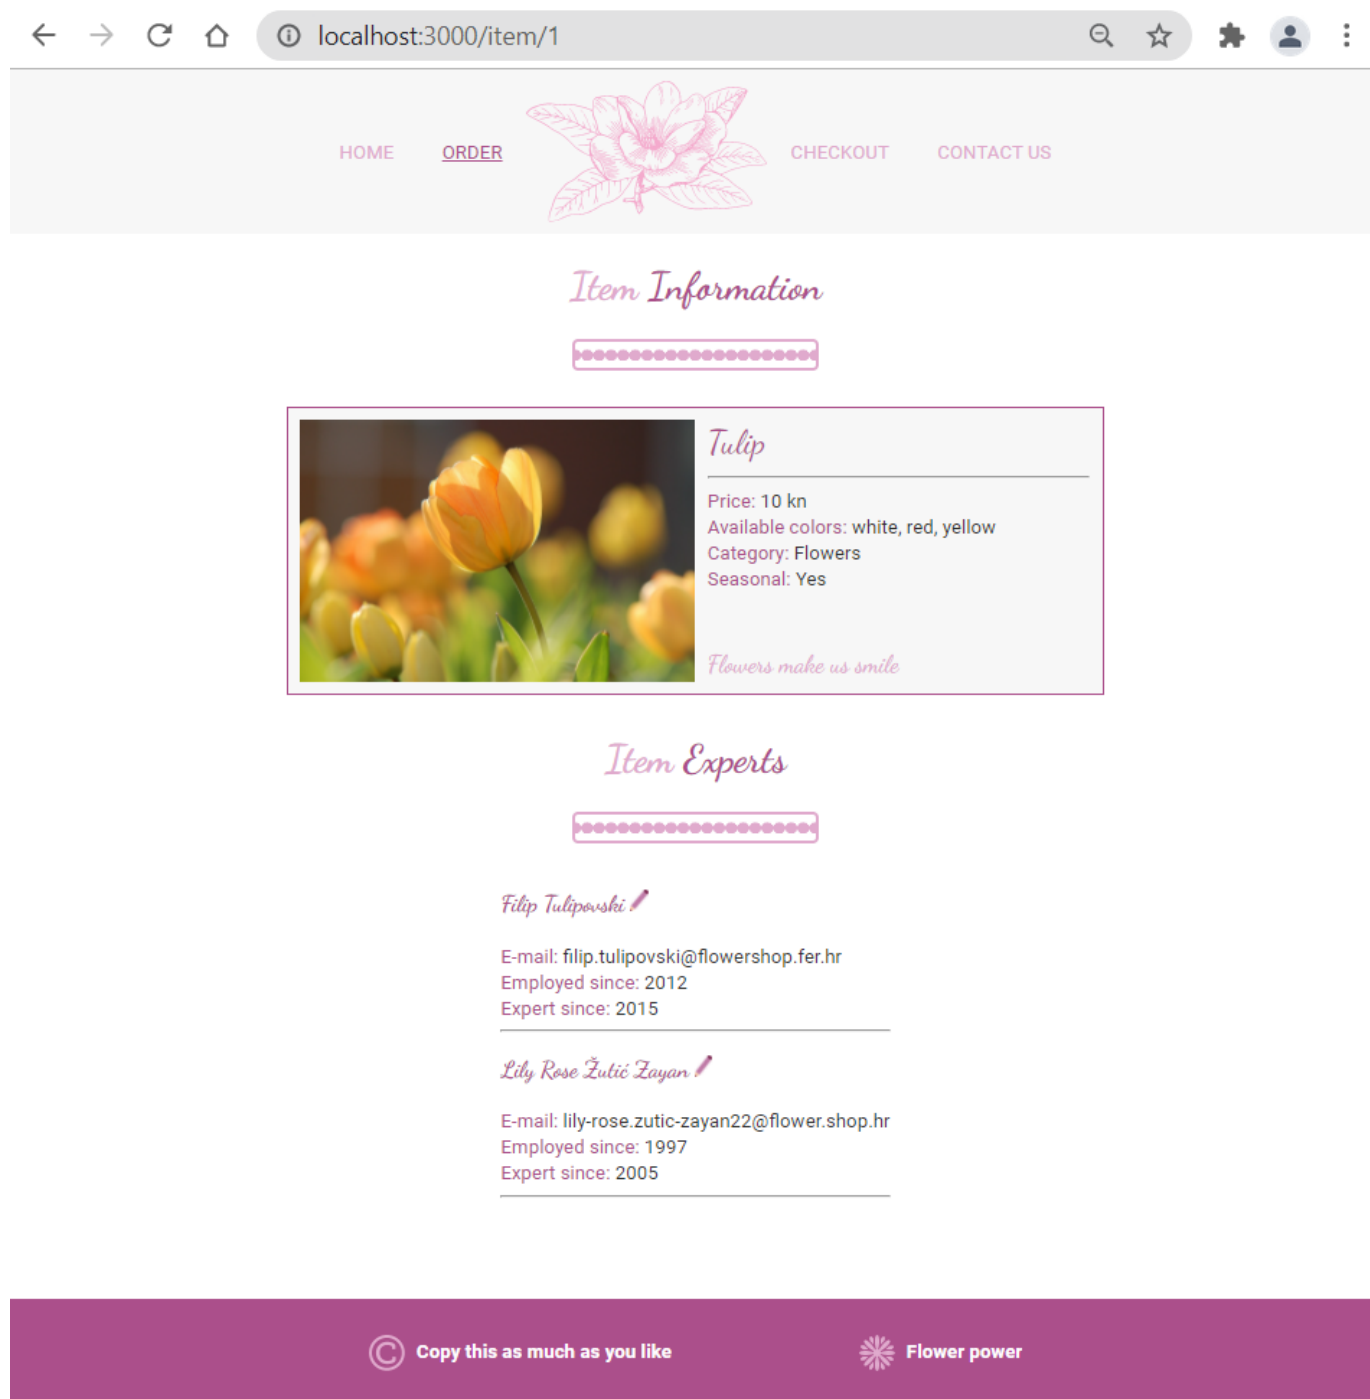 localhost:3000/item/1
HOME ORDER CHECKOUT CONTACT US
Item Information
Tulip
Price: 10 kn
Available colors: white, red, yellow
Category: Flowers
Seasonal: Yes
Flowers make us smile
Item Experts
Filip Tulipovski
E-mail: filip.tulipovski@flowershop.fer.hr
Employed since: 2012
Expert since: 2015
Lily Rose Žutić Zayan
E-mail: lily-rose.zutic-zayan22@flower.shop.hr
Employed since: 1997
Expert since: 2005
© Copy this as much as you like
Flower power